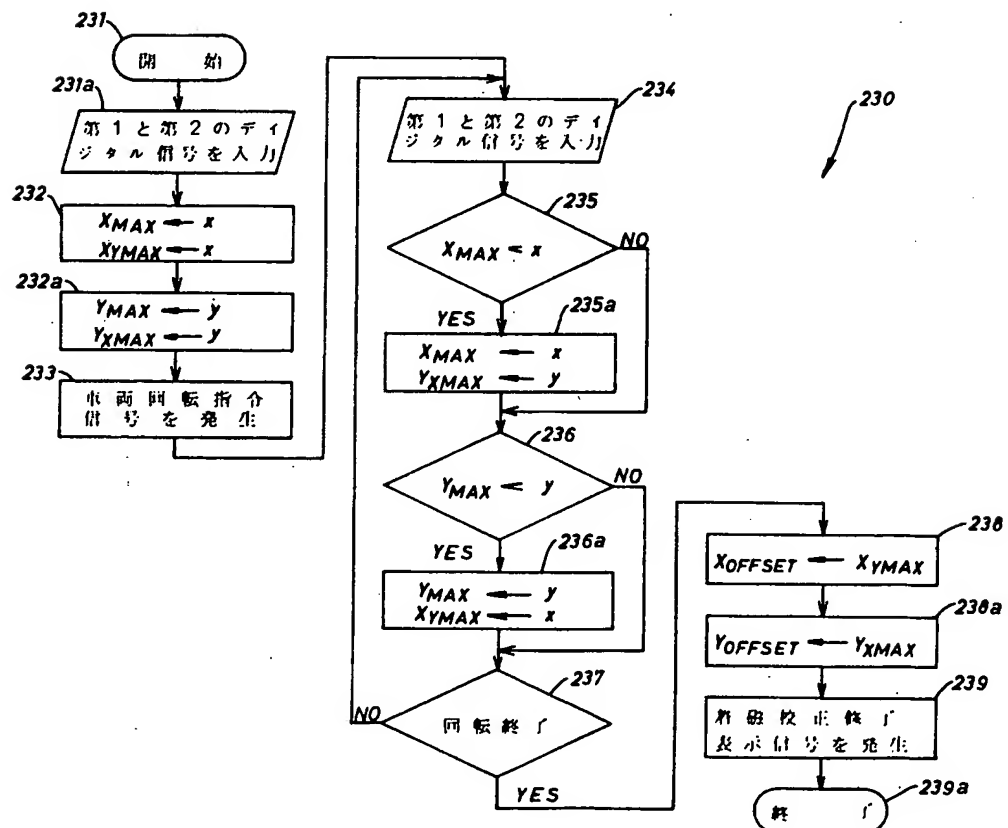 231
開始
231a
第1と第2のディ
ジタル信号を入力
232
XMAX ← x
XYMAX ← x
232a
YMAX ← y
YXMAX ← y
233
車両回転指令
信号を発生
234
第1と第2のディ
ジタル信号を入力
230
235
XMAX < x
NO
YES
235a
XMAX ← x
YXMAX ← y
236
YMAX < y
NO
YES
236a
YMAX ← y
XYMAX ← x
237
回転終了
NO
YES
238
XOFFSET ← XYMAX
238a
YOFFSET ← YXMAX
239
着磁校正修了
表示信号を発生
239a
終了